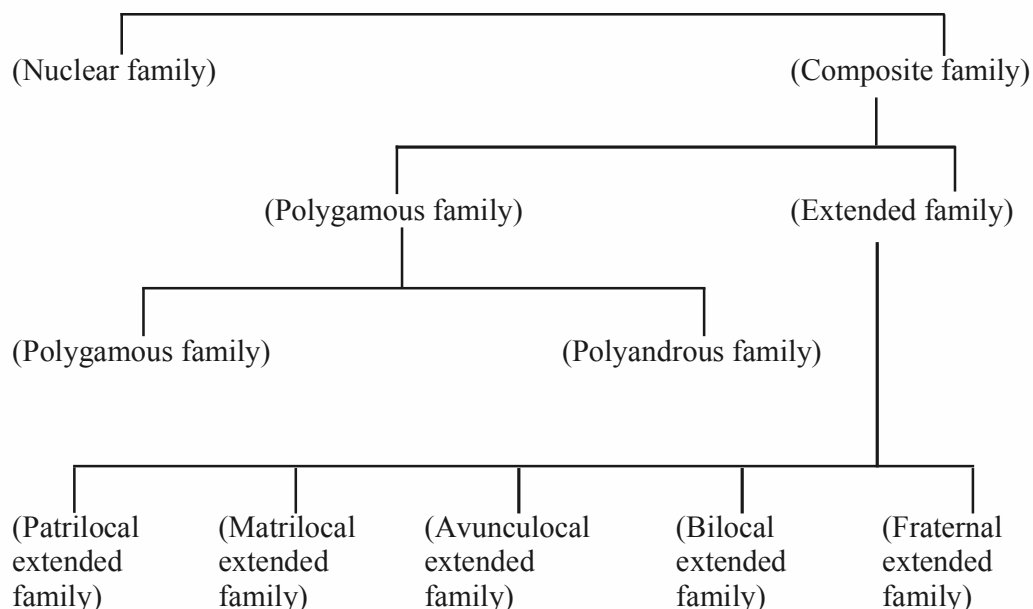 (Nuclear family) (Composite family)
(Polygamous family) (Extended family)
(Polygamous family) (Polyandrous family)
(Patrilocal (Matrilocal (Avunculocal (Bilocal (Fraternal
extended extended extended extended extended
family) family) family) family) family)